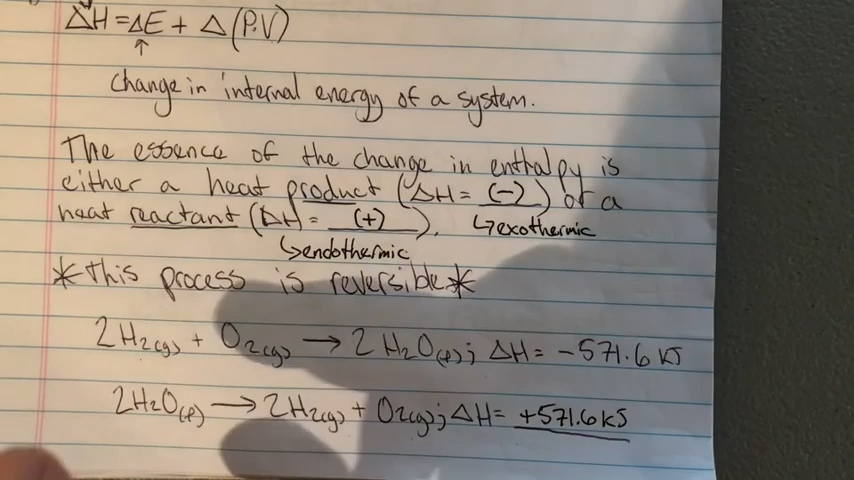 ΔH = ΔE + Δ(P·V)
↑
Change in internal energy of a system.
The essence of the change in enthalpy is
either a heat product (ΔH = (-)) or a
heat reactant (ΔH = (+)). ↳exothermic
↳endothermic
*This process is reversible*
2H₂(g) + O₂(g) → 2H₂O(l); ΔH = -571.6 kJ
2H₂O(l) → 2H₂(g) + O₂(g); ΔH = +571.6 kJ